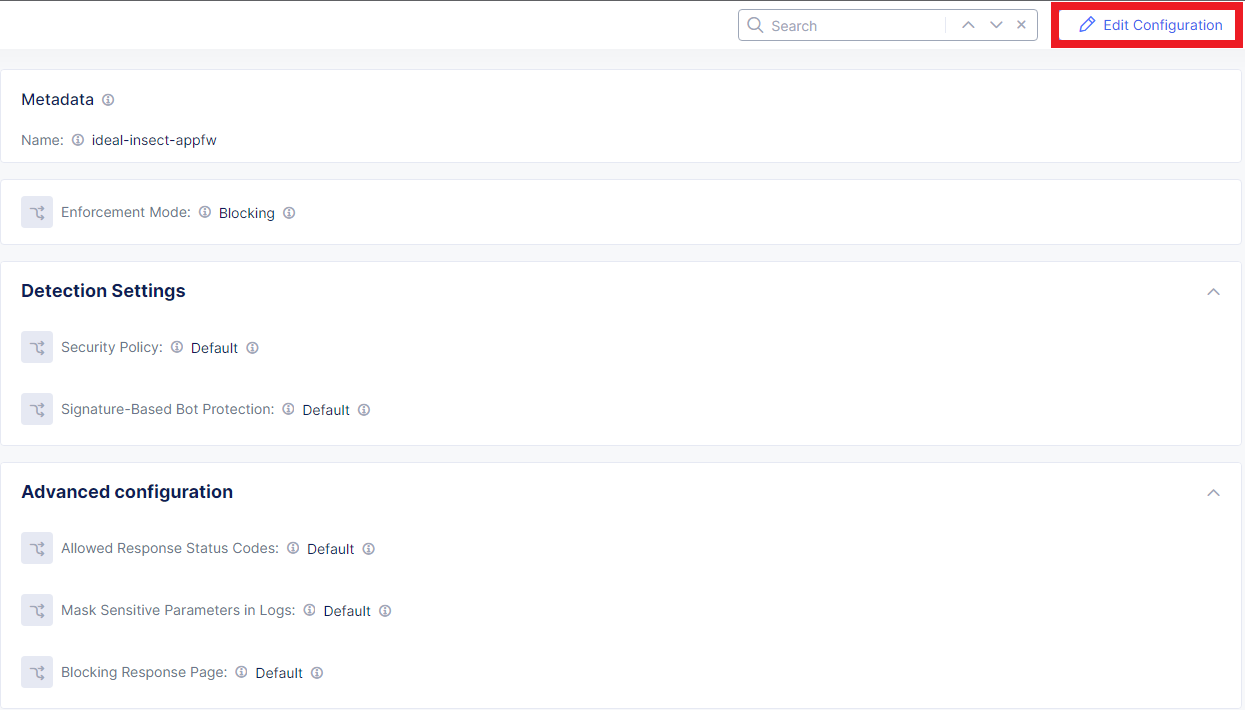 Search
Edit Configuration
Metadata
Name: ideal-insect-appfw
Enforcement Mode: Blocking
Detection Settings
Security Policy: Default
Signature-Based Bot Protection: Default
Advanced configuration
Allowed Response Status Codes: Default
Mask Sensitive Parameters in Logs: Default
Blocking Response Page: Default